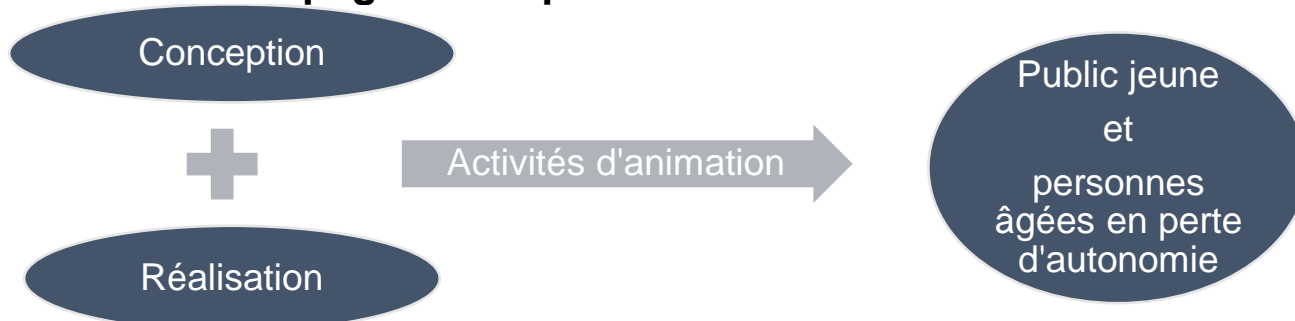 Conception
Réalisation
Activités d'animation
Public jeune
et
personnes
âgées en perte
d'autonomie